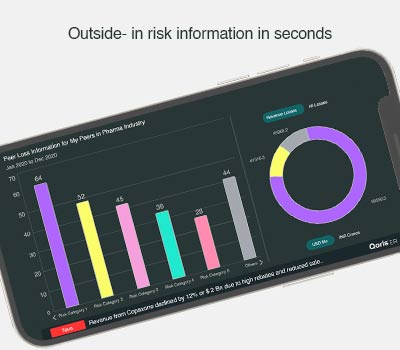 Outside- in risk information in seconds
Peer Loss Information for My Peers in Pharma Industry
Jan 2020 to Dec 2020
70
60
50
40
30
20
10
0
64
52
45
36
28
44
Risk Category 1
Risk Category 2
Risk Category 3
Risk Category 4
Risk Category 5
Others
Revenue Losses
All Losses
USD Mn
INR Crores
Qoris ER
News
Revenue from Copaxone declined by 12% or $ 2 Bn due to high rebates and reduced sale..